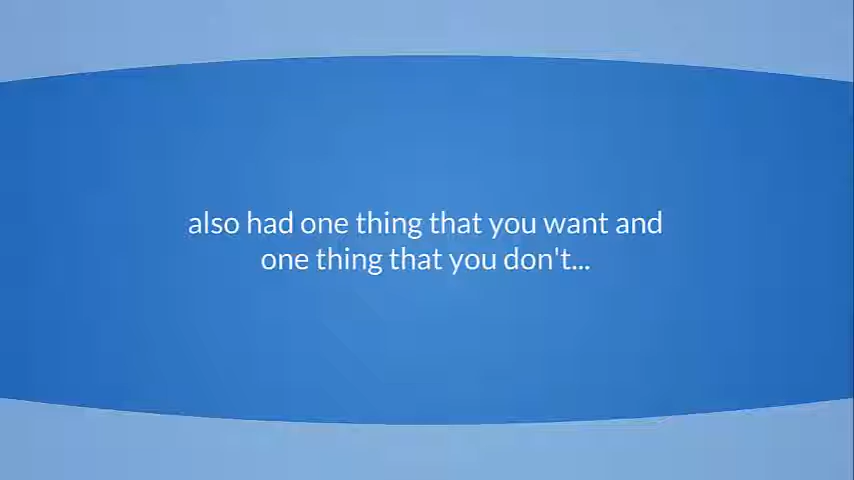 also had one thing that you want and
one thing that you don't...